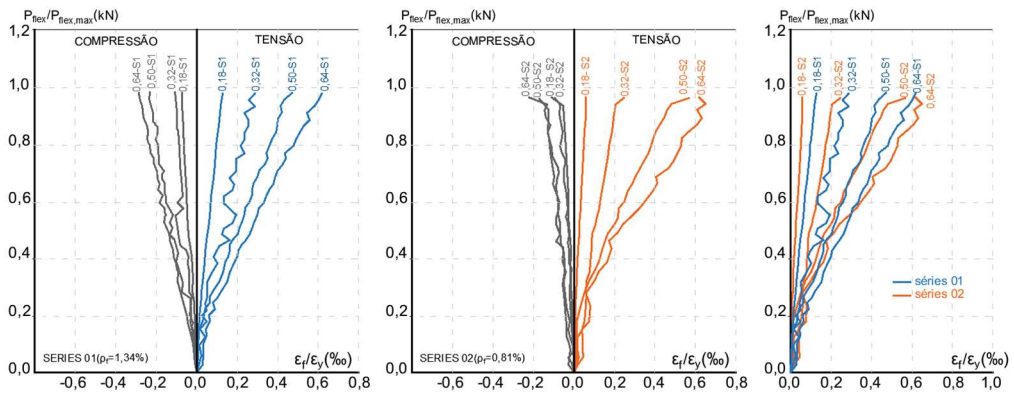 P_flex/P_flex,max(kN)
1,2
1,0
0,8
0,6
0,4
0,2
0,0
COMPRESSÃO
TENSÃO
0,64-S1
0,50-S1
0,32-S1
0,18-S1
0,18-S1
0,32-S1
0,50-S1
0,64-S1
SERIES 01(ρf=1,34%)
εf/εy(‰)
-0,6 -0,4 -0,2 0,0 0,2 0,4 0,6 0,8
P_flex/P_flex,max(kN)
1,2
1,0
0,8
0,6
0,4
0,2
0,0
COMPRESSÃO
TENSÃO
0,64-S2
0,50-S2
0,18- S2
0,32-S2
0,18- S2
0,32-S2
0,50-S2
0,64-S2
SERIES 02(ρf=0,81%)
εf/εy(‰)
-0,6 -0,4 -0,2 0,0 0,2 0,4 0,6 0,8
P_flex/P_flex,max(kN)
1,2
1,0
0,8
0,6
0,4
0,2
0,0
0,18-S2
0,18-S1
0,32-S2
0,32-S1
0,50-S1
0,50-S2
0,64-S1
0,64-S2
séries 01
séries 02
εf/εy(‰)
0,0 0,2 0,4 0,6 0,8 1,0